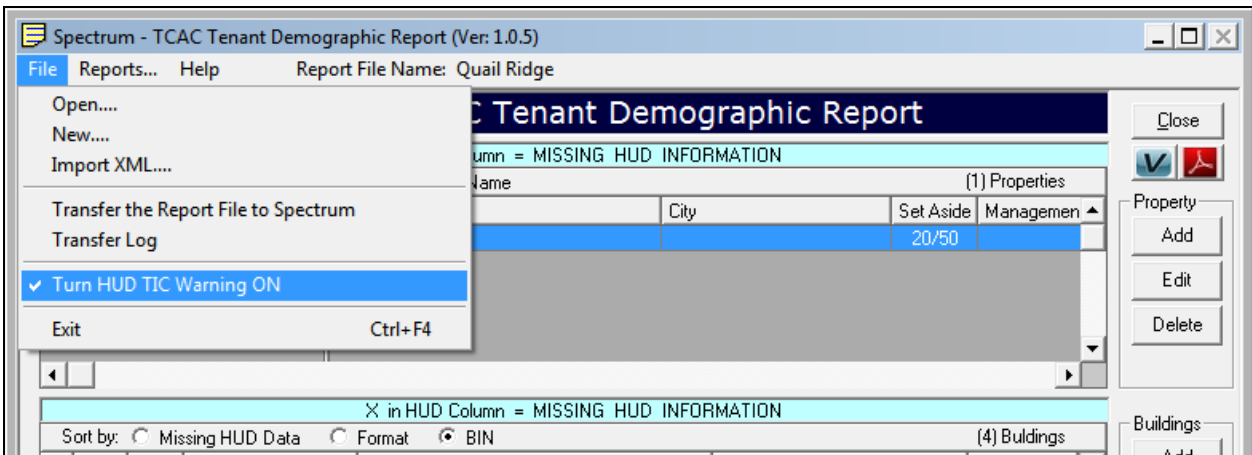 Spectrum - TCAC Tenant Demographic Report (Ver: 1.0.5)
File Reports... Help Report File Name: Quail Ridge
Open....
New....
Import XML....
Transfer the Report File to Spectrum
Transfer Log
Turn HUD TIC Warning ON
Exit Ctrl+F4
Tenant Demographic Report
= MISSING HUD INFORMATION
(1) Properties
City Set Aside Managemen
20/50
Close
Property
Add
Edit
Delete
X in HUD Column = MISSING HUD INFORMATION
Sort by: Missing HUD Data Format BIN (4) Buldings
Buildings
Add